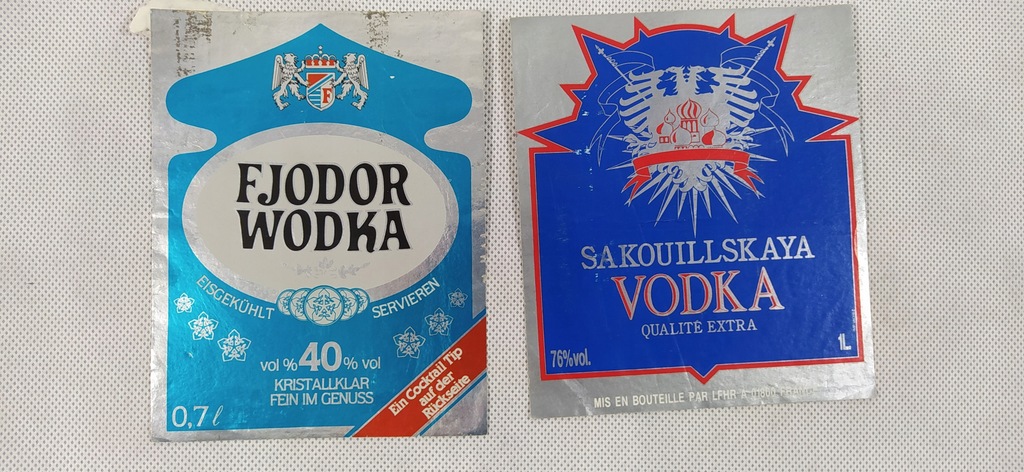 F
FJODOR
WODKA
EISGEKÜHLT SERVIEREN
vol % 40 % vol
KRISTALLKLAR
FEIN IM GENUSS
0,7 l
Ein Cocktail Tip
auf der
Rückseite
SAKOUILLSKAYA
VODKA
QUALITÉ EXTRA
76%vol.
1L
MIS EN BOUTEILLE PAR LFHR À 01800